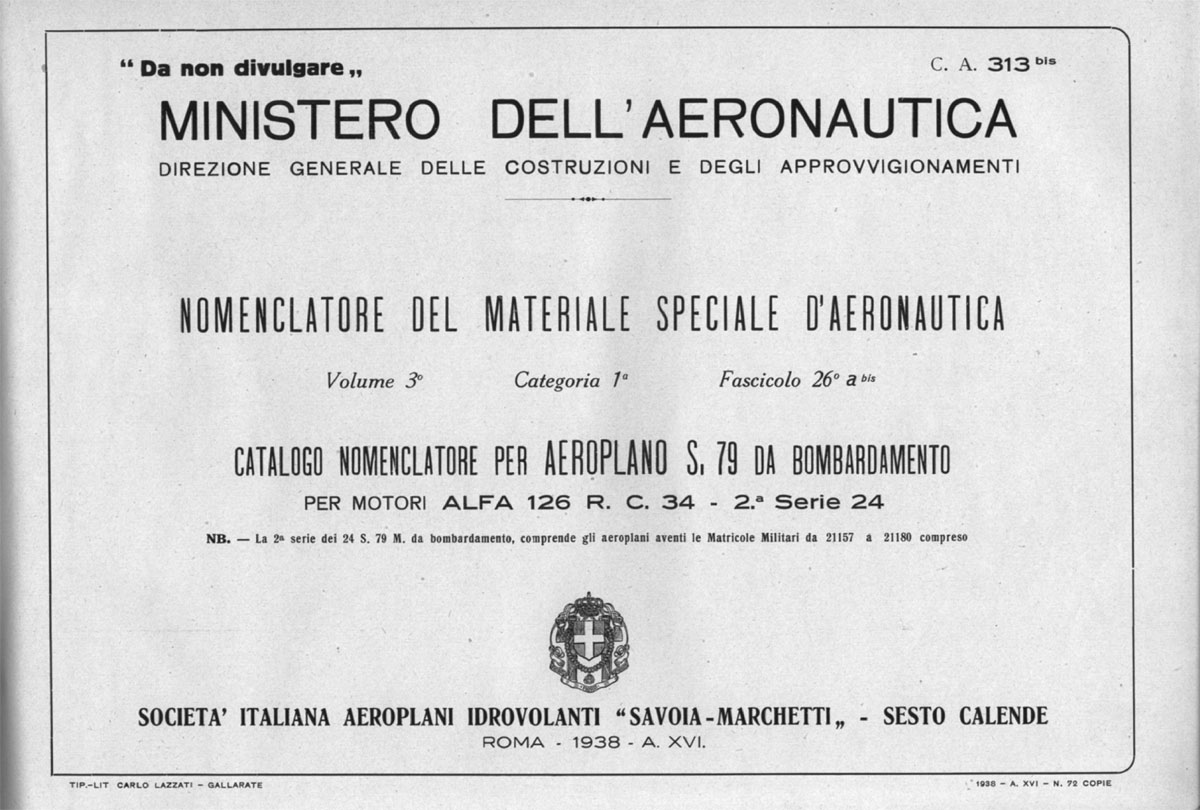 “ Da non divulgare „
C. A. 313 bis
MINISTERO DELL'AERONAUTICA
DIREZIONE GENERALE DELLE COSTRUZIONI E DEGLI APPROVVIGIONAMENTI
NOMENCLATORE DEL MATERIALE SPECIALE D'AERONAUTICA
Volume 3º Categoria 1ª Fascicolo 26º a bis
CATALOGO NOMENCLATORE PER AEROPLANO S. 79 DA BOMBARDAMENTO
PER MOTORI ALFA 126 R. C. 34 - 2.ª Serie 24
NB. — La 2ª serie dei 24 S. 79 M. da bombardamento, comprende gli aeroplani aventi le Matricole Militari da 21157 a 21180 compreso
SOCIETA' ITALIANA AEROPLANI IDROVOLANTI “SAVOIA-MARCHETTI„ - SESTO CALENDE
ROMA - 1938 - A. XVI.
TIP.-LIT CARLO LAZZATI - GALLARATE
1938 - A. XVI - N. 72 COPIE